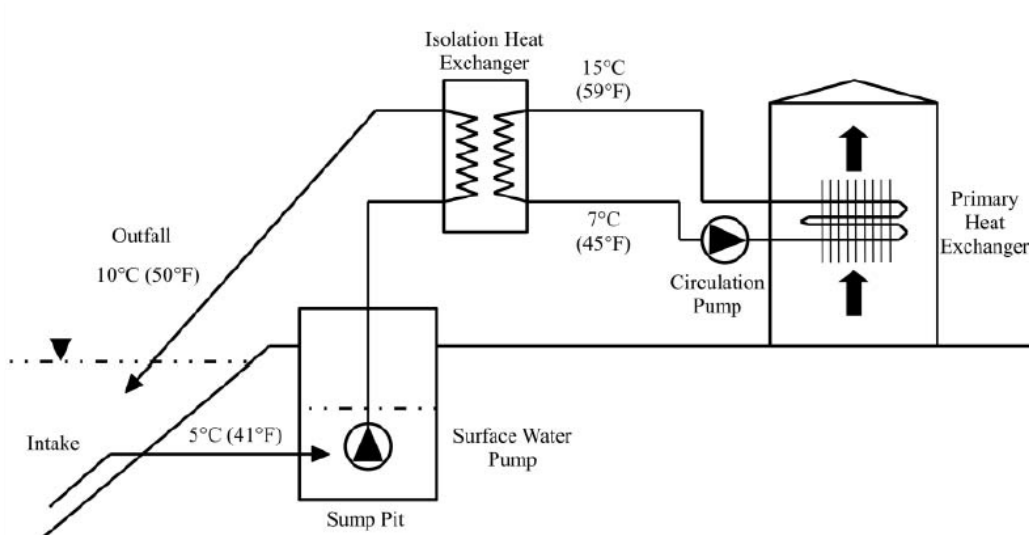 Isolation Heat
Exchanger
15°C
(59°F)
Primary
Heat
Exchanger
7°C
(45°F)
Circulation
Pump
Outfall
10°C (50°F)
Intake
5°C (41°F)
Surface Water
Pump
Sump Pit